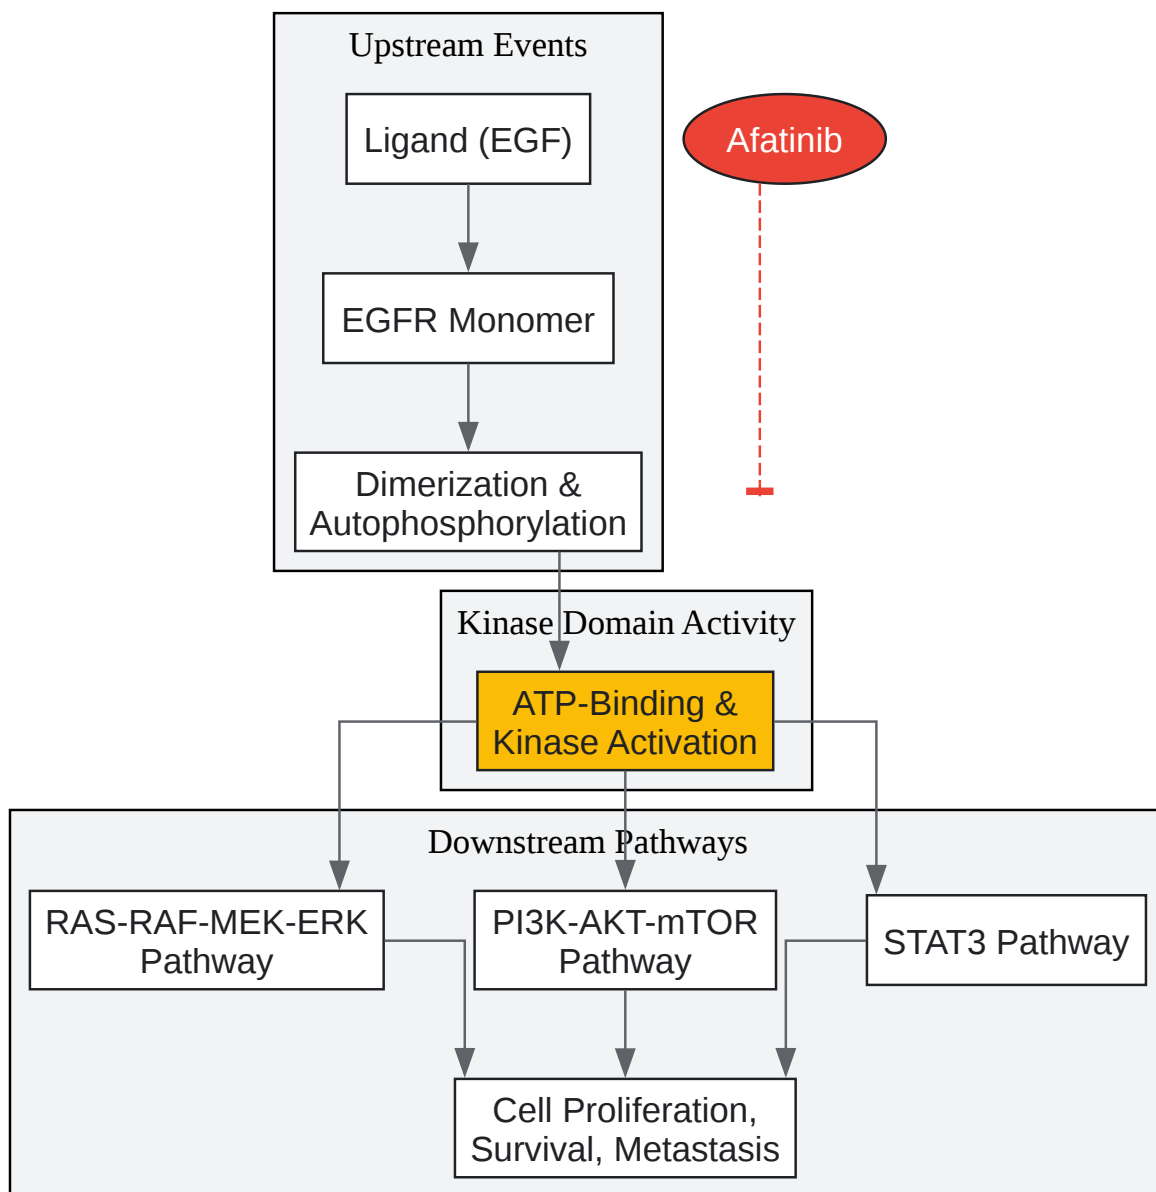 Upstream Events
Ligand (EGF)
Afatinib
EGFR Monomer
Dimerization &
Autophosphorylation
Kinase Domain Activity
ATP-Binding &
Kinase Activation
Downstream Pathways
RAS-RAF-MEK-ERK
Pathway
PI3K-AKT-mTOR
Pathway
STAT3 Pathway
Cell Proliferation,
Survival, Metastasis